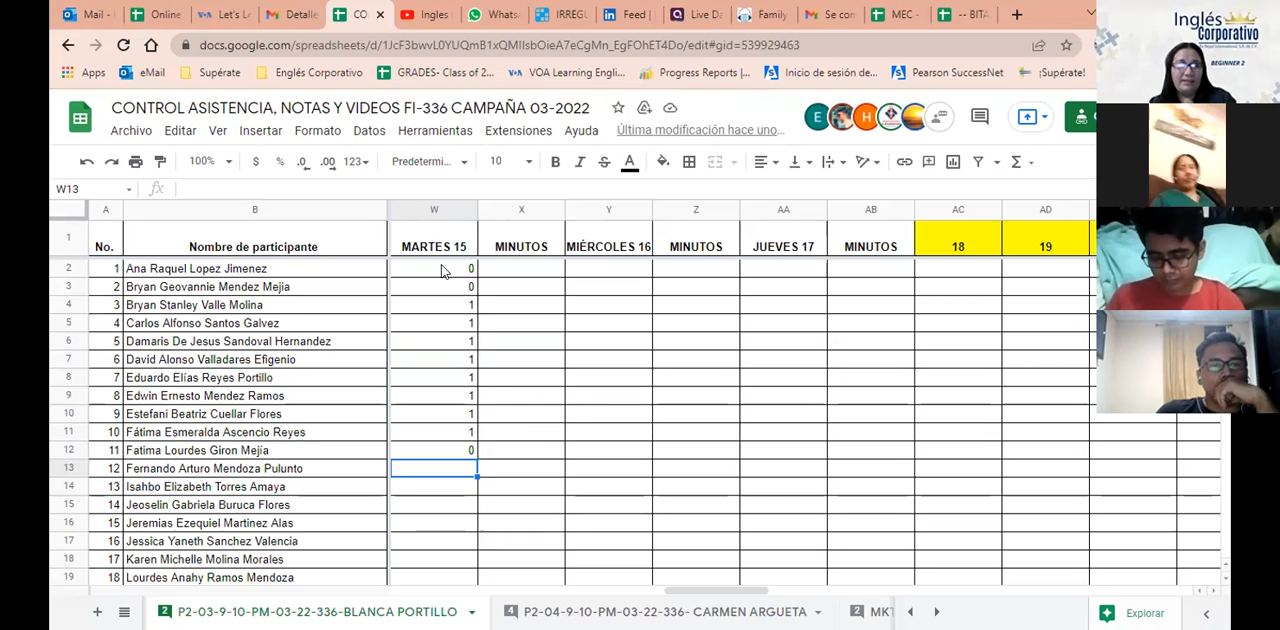 Mail - Online VOA Let's Le Detalle CO × Ingles WhatsA IRREGU Feed | Live Da Family Se con MEC - -- BITA +
docs.google.com/spreadsheets/d/1JcF3bwvL0YUQmB1xQMIIsbOieA7eCgMn_EgFOhET4Do/edit#gid=539929463
Apps eMail Supérate Englés Corporativo GRADES- Class of 2... VOA Learning Engli... Progress Reports |... Inicio de sesión de... Pearson SuccessNet ¡Supérate!
Inglés
Corporativo
BEGINNER 2
CONTROL ASISTENCIA, NOTAS Y VIDEOS FI-336 CAMPAÑA 03-2022
Archivo Editar Ver Insertar Formato Datos Herramientas Extensiones Ayuda Última modificación hace uno...
E H
100% $ % .0 .00 123 Predetermi... 10 B I S A
W13 fx
A B W X Y Z AA AB AC AD
1 No. Nombre de participante MARTES 15 MINUTOS MIÉRCOLES 16 MINUTOS JUEVES 17 MINUTOS 18 19
2 1 Ana Raquel Lopez Jimenez 0
3 2 Bryan Geovannie Mendez Mejia 0
4 3 Bryan Stanley Valle Molina 1
5 4 Carlos Alfonso Santos Galvez 1
6 5 Damaris De Jesus Sandoval Hernandez 1
7 6 David Alonso Valladares Efigenio 1
8 7 Eduardo Elías Reyes Portillo 1
9 8 Edwin Ernesto Mendez Ramos 1
10 9 Estefani Beatriz Cuellar Flores 1
11 10 Fátima Esmeralda Ascencio Reyes 1
12 11 Fatima Lourdes Giron Mejía 0
13 12 Fernando Arturo Mendoza Pulunto
14 13 Isahbo Elizabeth Torres Amaya
15 14 Jeoselin Gabriela Buruca Flores
16 15 Jeremias Ezequiel Martinez Alas
17 16 Jessica Yaneth Sanchez Valencia
18 17 Karen Michelle Molina Morales
19 18 Lourdes Anahy Ramos Mendoza
+ 2 P2-03-9-10-PM-03-22-336-BLANCA PORTILLO 4 P2-04-9-10-PM-03-22-336- CARMEN ARGUETA 2 MKT Explorar